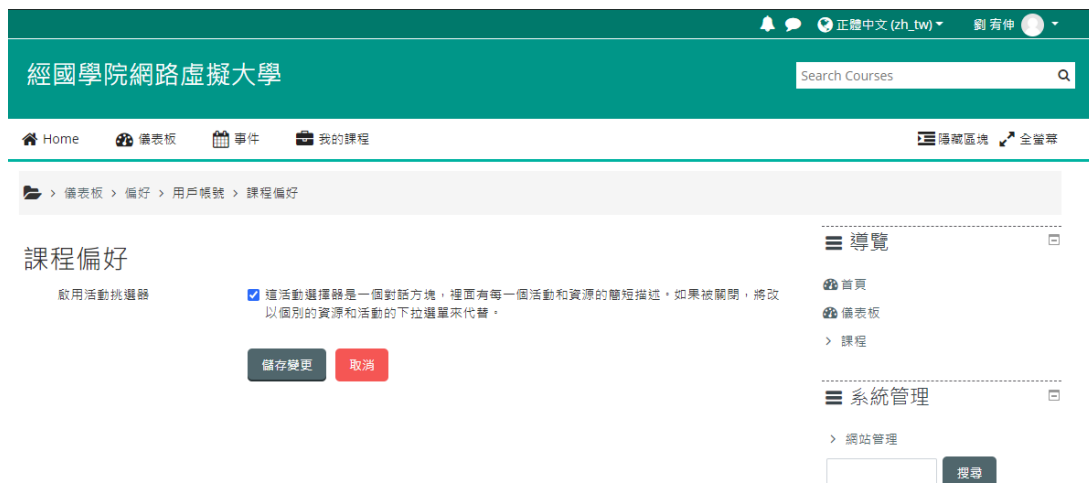 正體中文 (zh_tw)
劉 宥伸
經國學院網路虛擬大學
Search Courses
Home
儀表板
事件
我的課程
隱藏區塊
全螢幕
> 儀表板 > 偏好 > 用戶帳號 > 課程偏好
課程偏好
啟用活動挑選器
這活動選擇器是一個對話方塊，裡面有每一個活動和資源的簡短描述。如果被關閉，將改
以個別的資源和活動的下拉選單來代替。
儲存變更
取消
導覽
首頁
儀表板
> 課程
系統管理
> 網站管理
搜尋